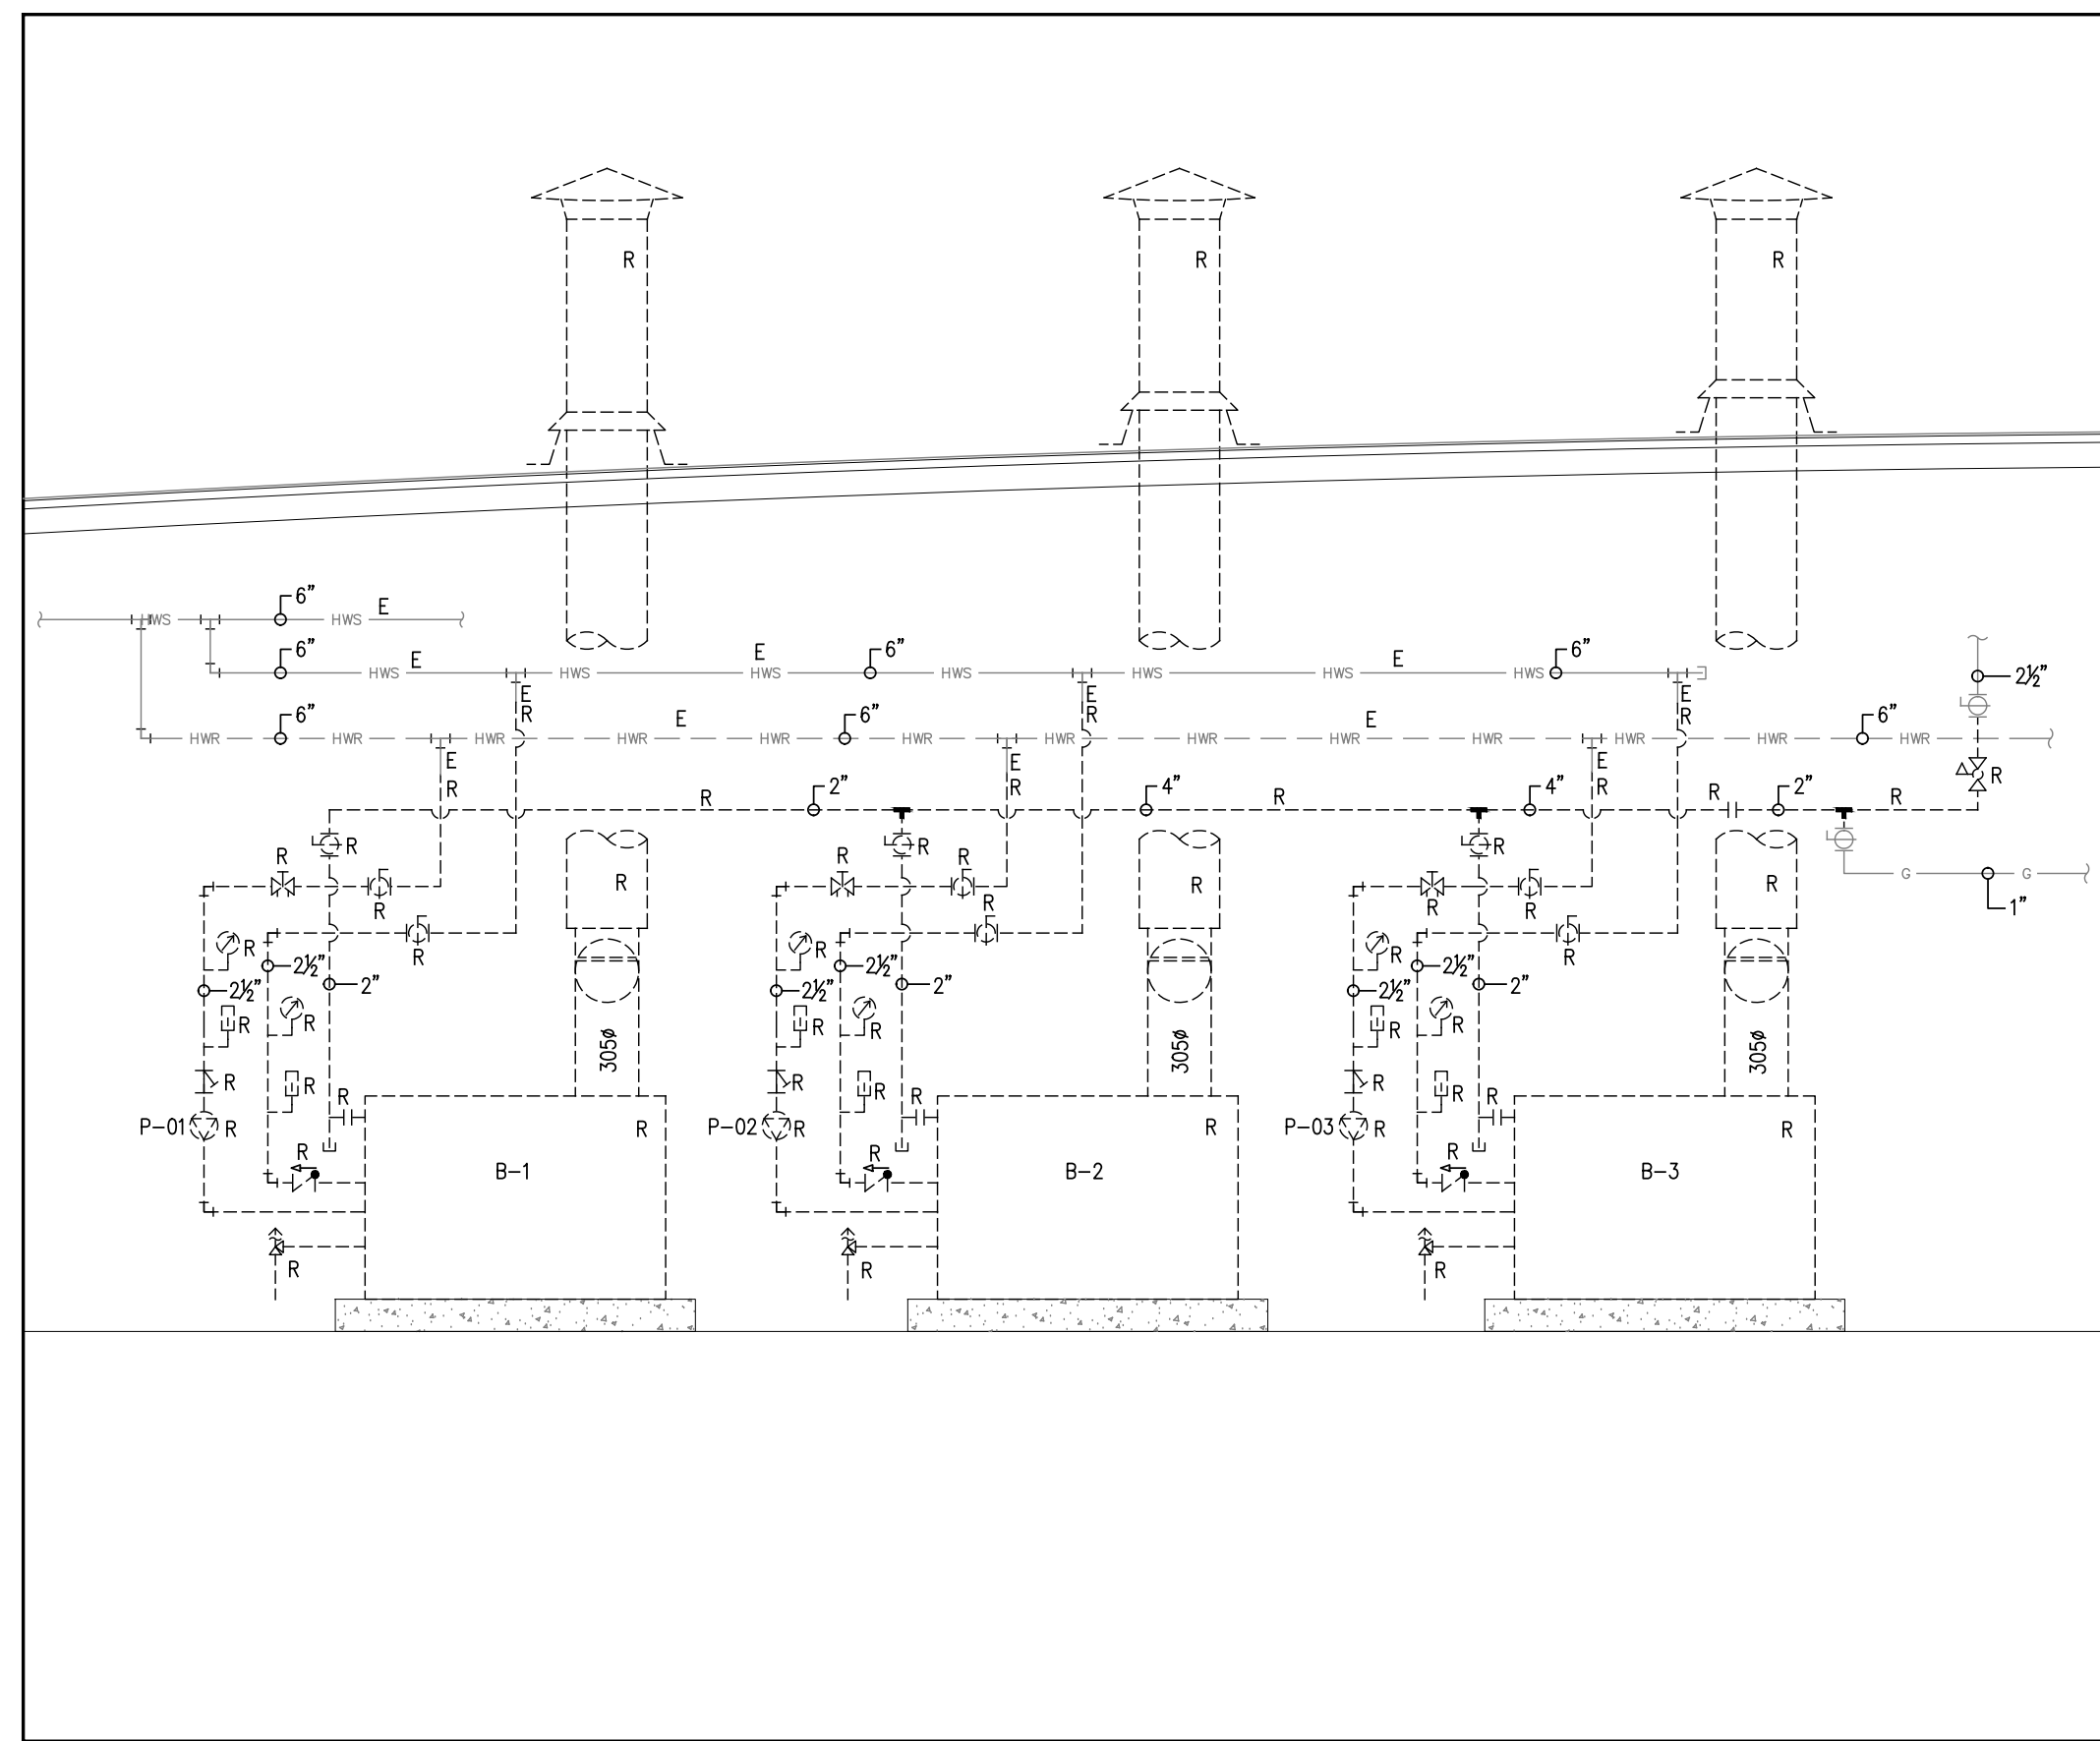 R R R
6" E
HWS HWS
6" E E 6" E 6"
HWS HWS HWS HWS HWS HWS HWS
2½"
E E E
R R R
6" E 6" E 6"
HWR HWR HWR HWR HWR HWR HWR HWR HWR HWR HWR HWR HWR
E E E
R R R R
R 2" 4" R 4" R 2" R
R R R
R R R
R R R
R R R
G G
1"
R R R
R R R
R R R
2½" 2½" 2½"
2½" 2" 2½" 2" 2½" 2"
R R R R R R
305ø 305ø 305ø
R R R R R R
R R R
P-01 R R P-02 R R P-03 R R
R R R
B-1 B-2 B-3
R R R